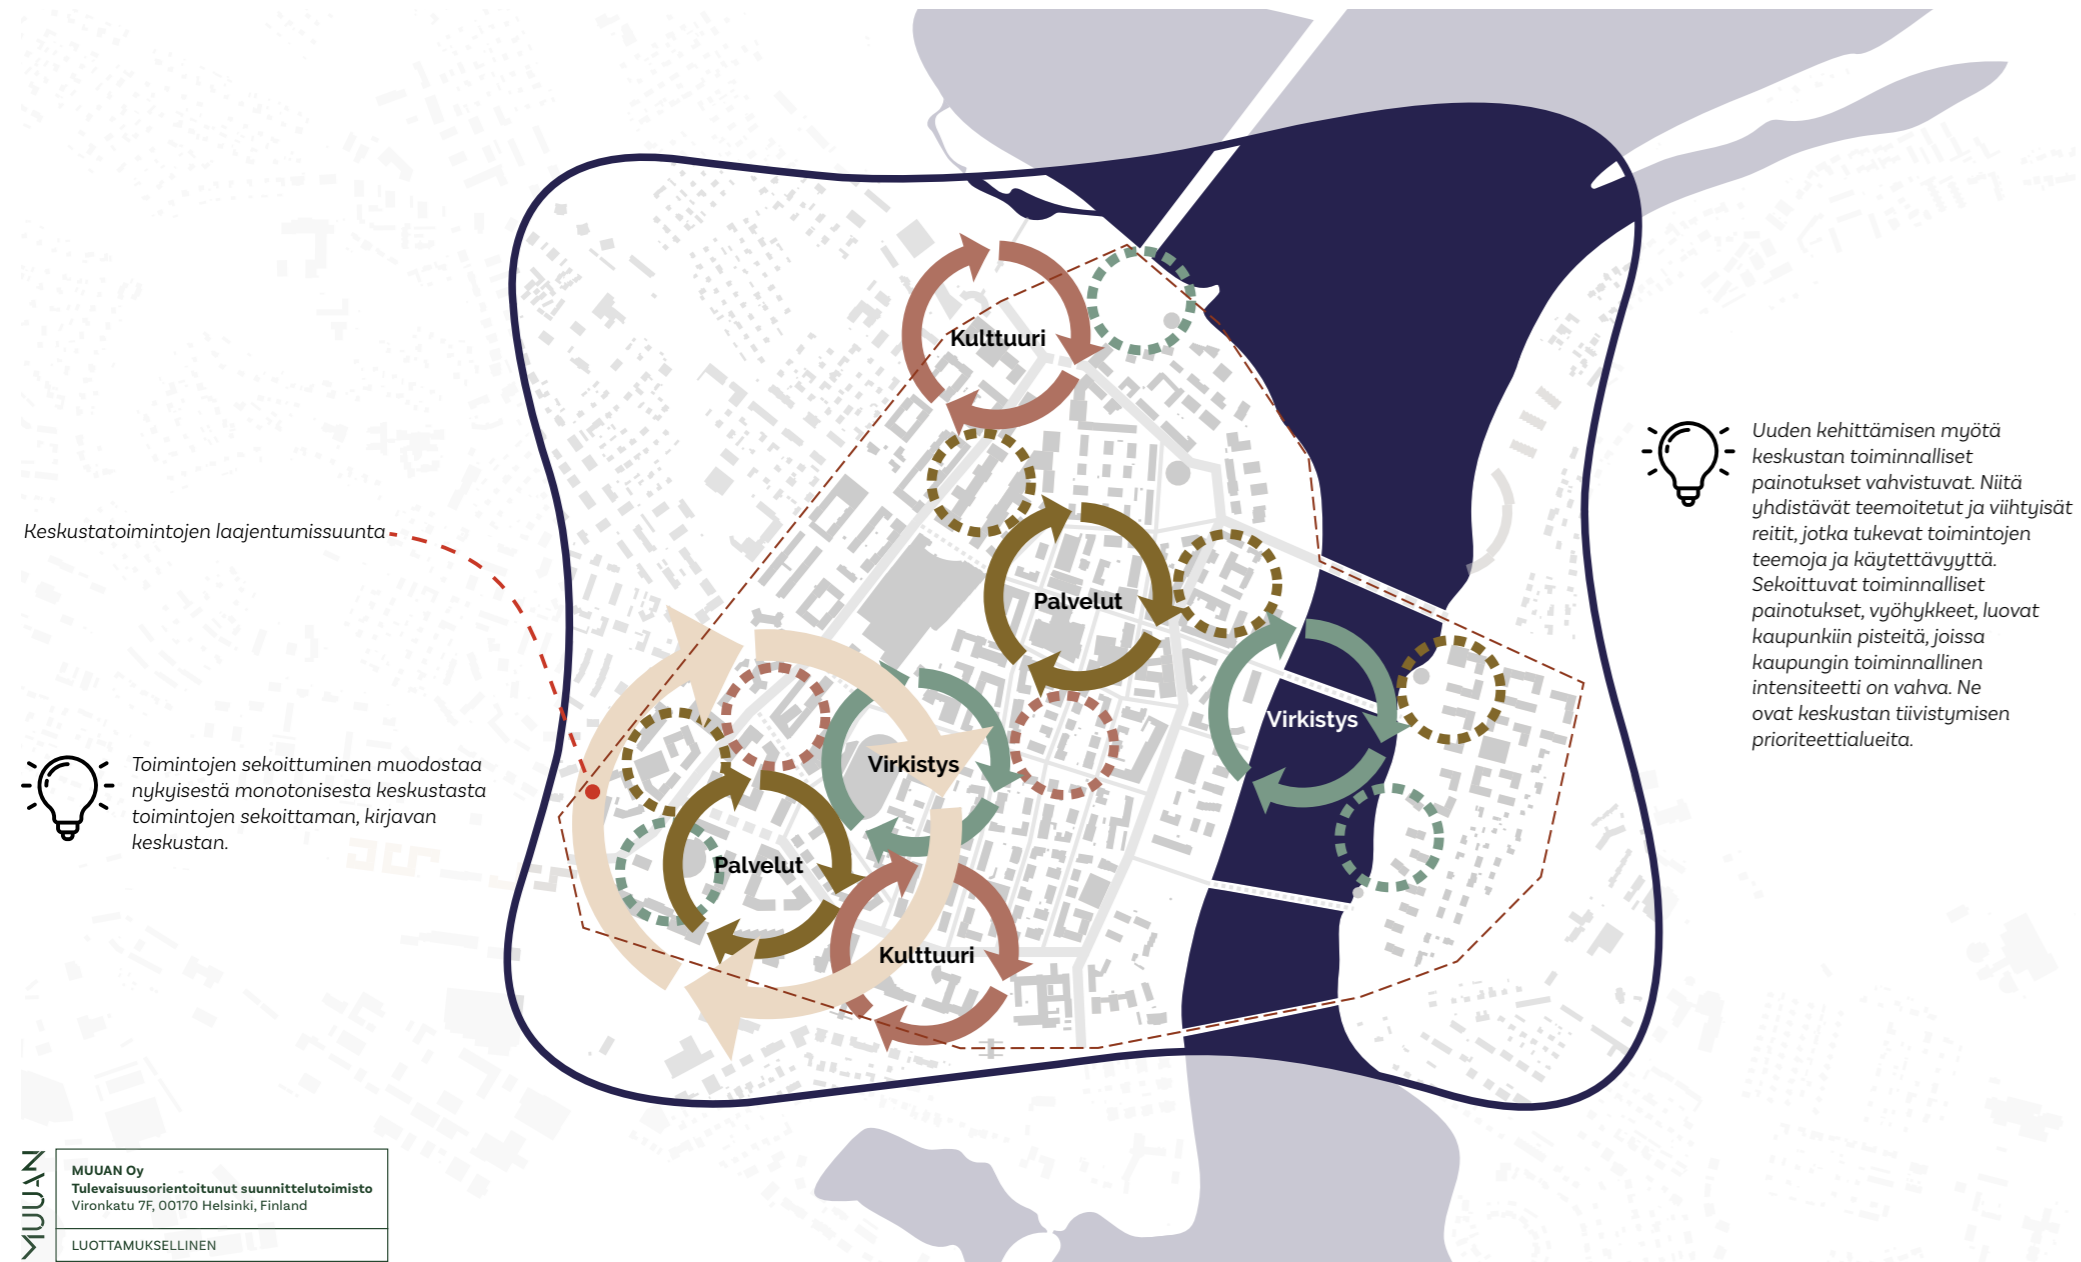 Kulttuuri
Keskustatoimintojen laajentumissuunta
Palvelut
Virkistys
Virkistys
Palvelut
Kulttuuri
Toimintojen sekoittuminen muodostaa
nykyisestä monotonisesta keskustasta
toimintojen sekoittaman, kirjavan
keskustan.
Uuden kehittämisen myötä
keskustan toiminnalliset
painotukset vahvistuvat. Niitä
yhdistävät teemoitetut ja viihtyisät
reitit, jotka tukevat toimintojen
teemoja ja käytettävyyttä.
Sekoittuvat toiminnalliset
painotukset, vyöhykkeet, luovat
kaupunkiin pisteitä, joissa
kaupungin toiminnallinen
intensiteetti on vahva. Ne
ovat keskustan tiivistymisen
prioriteettialueita.
MUUAN
MUUAN Oy
Tulevaisuusorientoitunut suunnittelutoimisto
Vironkatu 7F, 00170 Helsinki, Finland
LUOTTAMUKSELLINEN